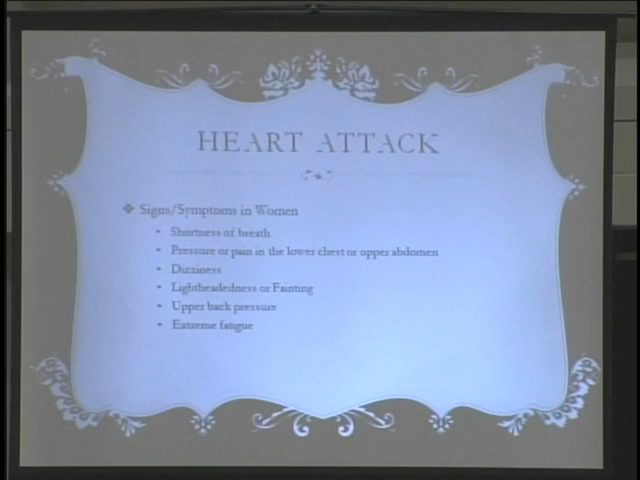 HEART ATTACK
Signs/Symptoms in Women
Shortness of breath
Pressure or pain in the lower chest or upper abdomen
Dizziness
Lightheadedness or Fainting
Upper back pressure
Extreme fatigue